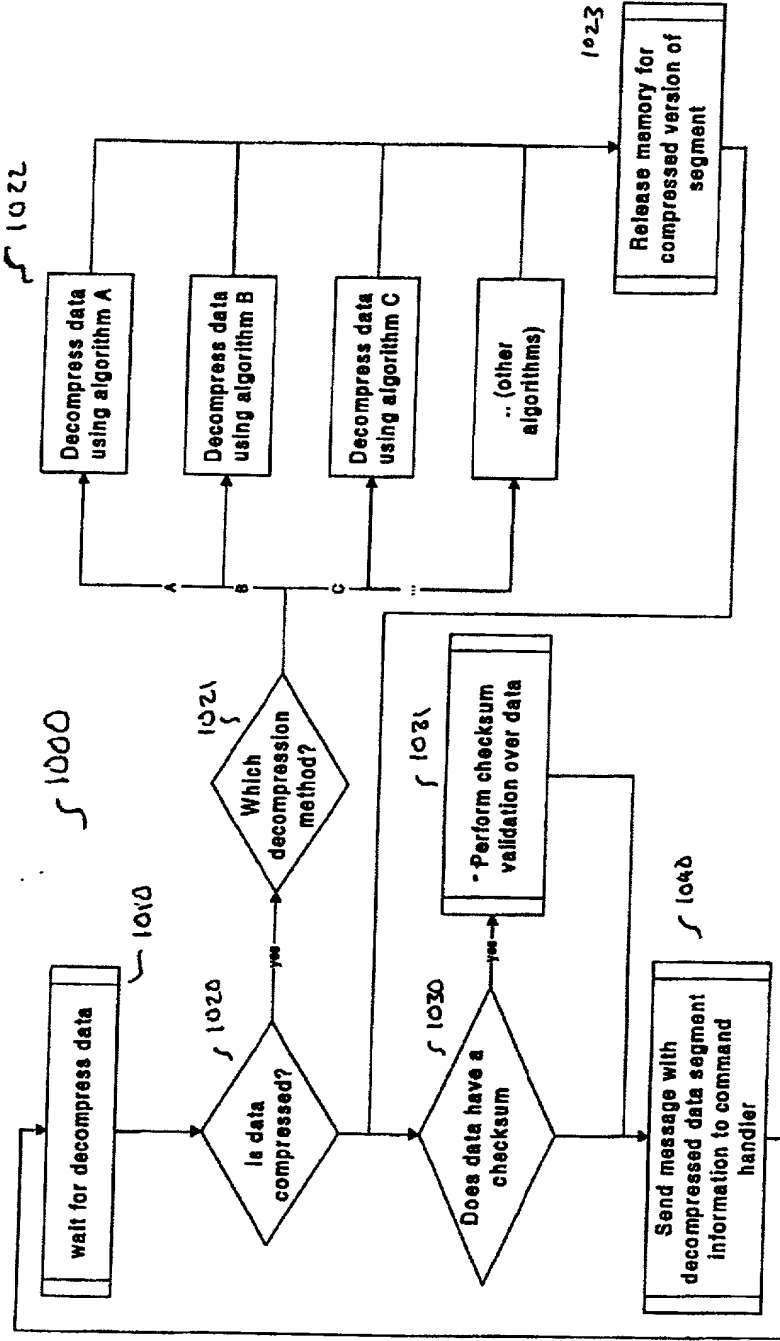 1000
wait for decompress data
1010
Is data
compressed?
1020
yes
Which
decompression
method?
1021
A
B
C
...
Decompress data
using algorithm A
1022
Decompress data
using algorithm B
Decompress data
using algorithm C
.. (other
algorithms)
Release memory for
compressed version of
segment
1023
Does data have a
checksum
1030
yes
-Perform checksum
validation over data
1031
Send message with
decompressed data segment
information to command
handler
1040